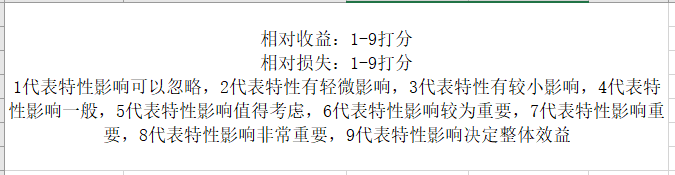 相对收益：1-9打分
相对损失：1-9打分
1代表特性影响可以忽略，2代表特性有轻微影响，3代表特性有较小影响，4代表特
性影响一般，5代表特性影响值得考虑，6代表特性影响较为重要，7代表特性影响重
要，8代表特性影响非常重要，9代表特性影响决定整体效益